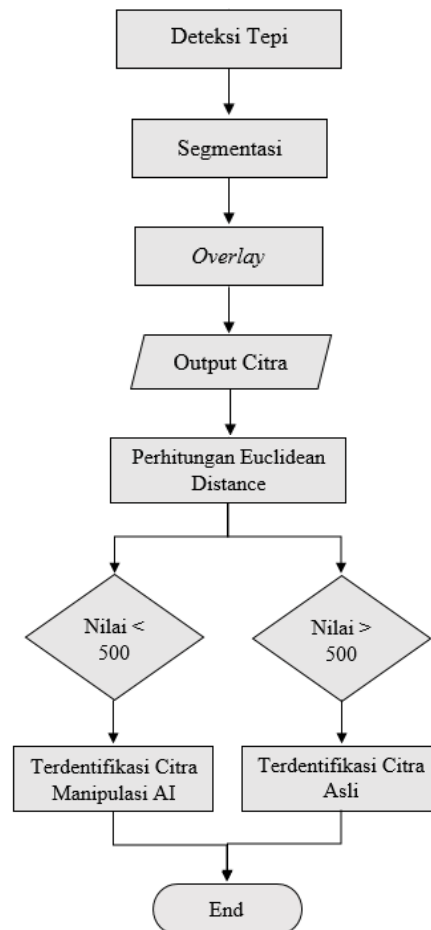 Deteksi Tepi
Segmentasi
Overlay
Output Citra
Perhitungan Euclidean
Distance
Nilai <
500
Nilai >
500
Terdentifikasi Citra
Manipulasi AI
Terdentifikasi Citra
Asli
End